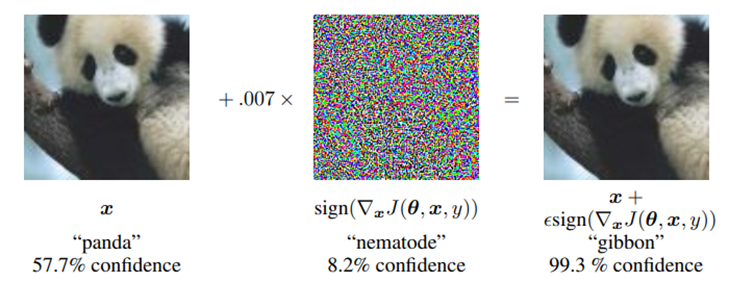 + .007 × =
x
sign(∇ₓJ(θ, x, y))
x +
ϵsign(∇ₓJ(θ, x, y))
“panda”
“nematode”
“gibbon”
57.7% confidence
8.2% confidence
99.3 % confidence